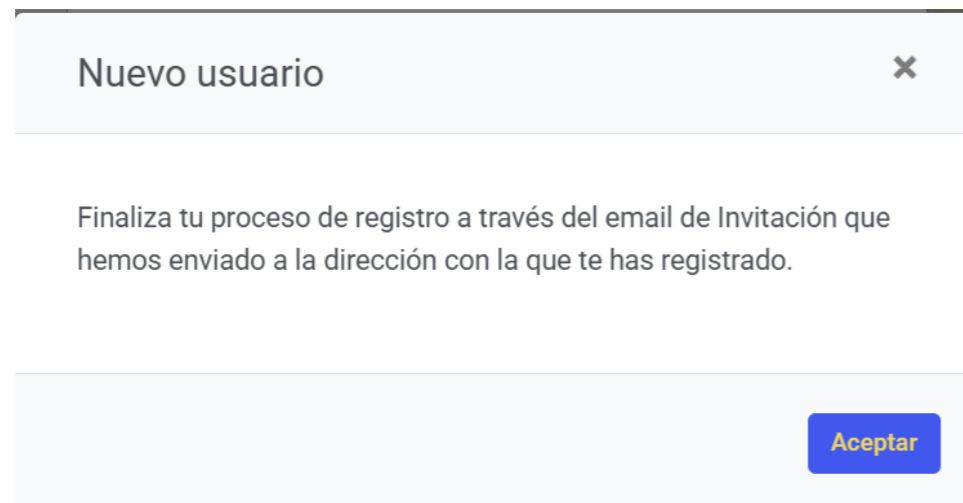 Nuevo usuario
Finaliza tu proceso de registro a través del email de Invitación que
hemos enviado a la dirección con la que te has registrado.
Aceptar